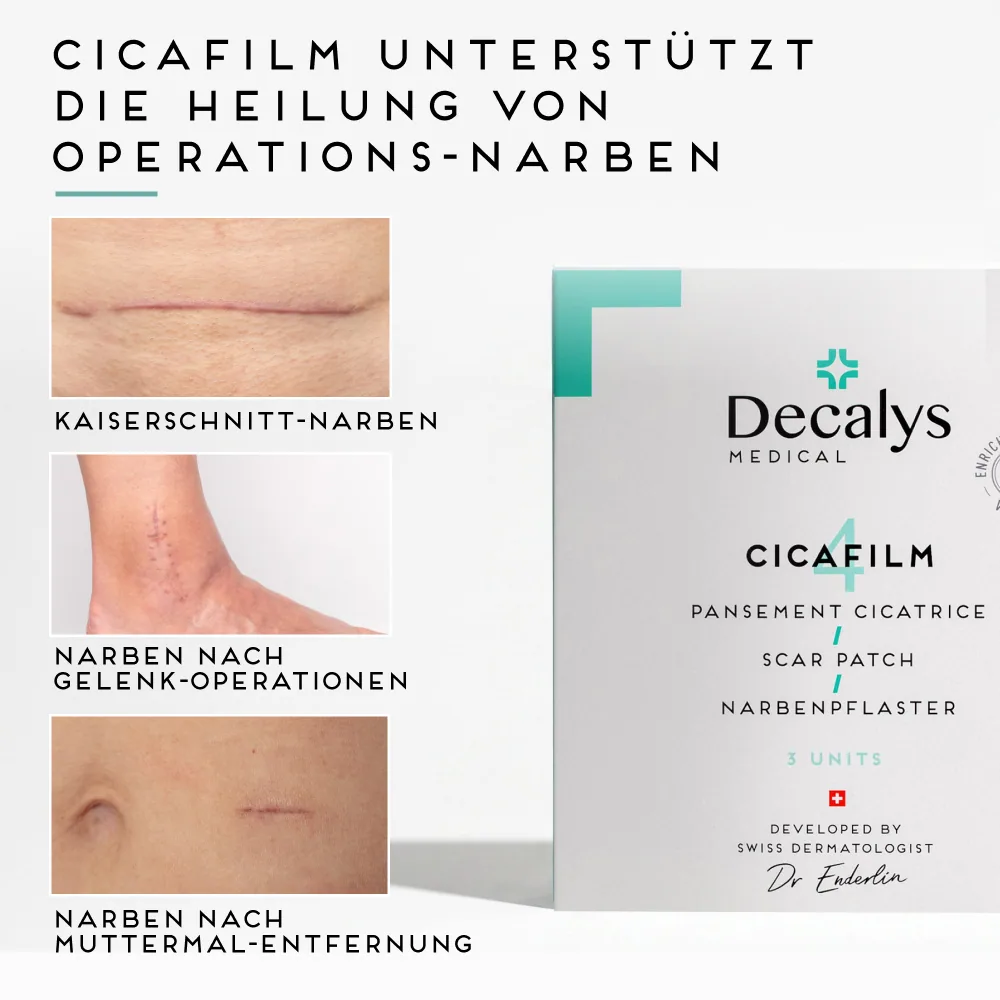 CICAFILM UNTERSTÜTZT
DIE HEILUNG VON
OPERATIONS-NARBEN
KAISERSCHNITT-NARBEN
NARBEN NACH
GELENK-OPERATIONEN
NARBEN NACH
MUTTERMAL-ENTFERNUNG
Decalys
MEDICAL
4
CICAFILM
PANSEMENT CICATRICE
/
SCAR PATCH
/
NARBENPFLASTER
3 UNITS
DEVELOPED BY
SWISS DERMATOLOGIST
Dr Enderlin